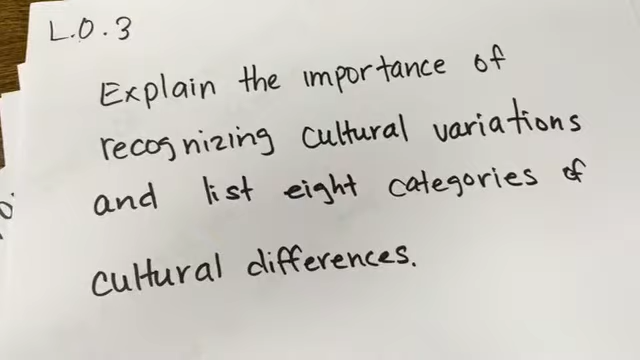 L.O.3
Explain the importance of
recognizing cultural variations
and list eight categories of
cultural differences.